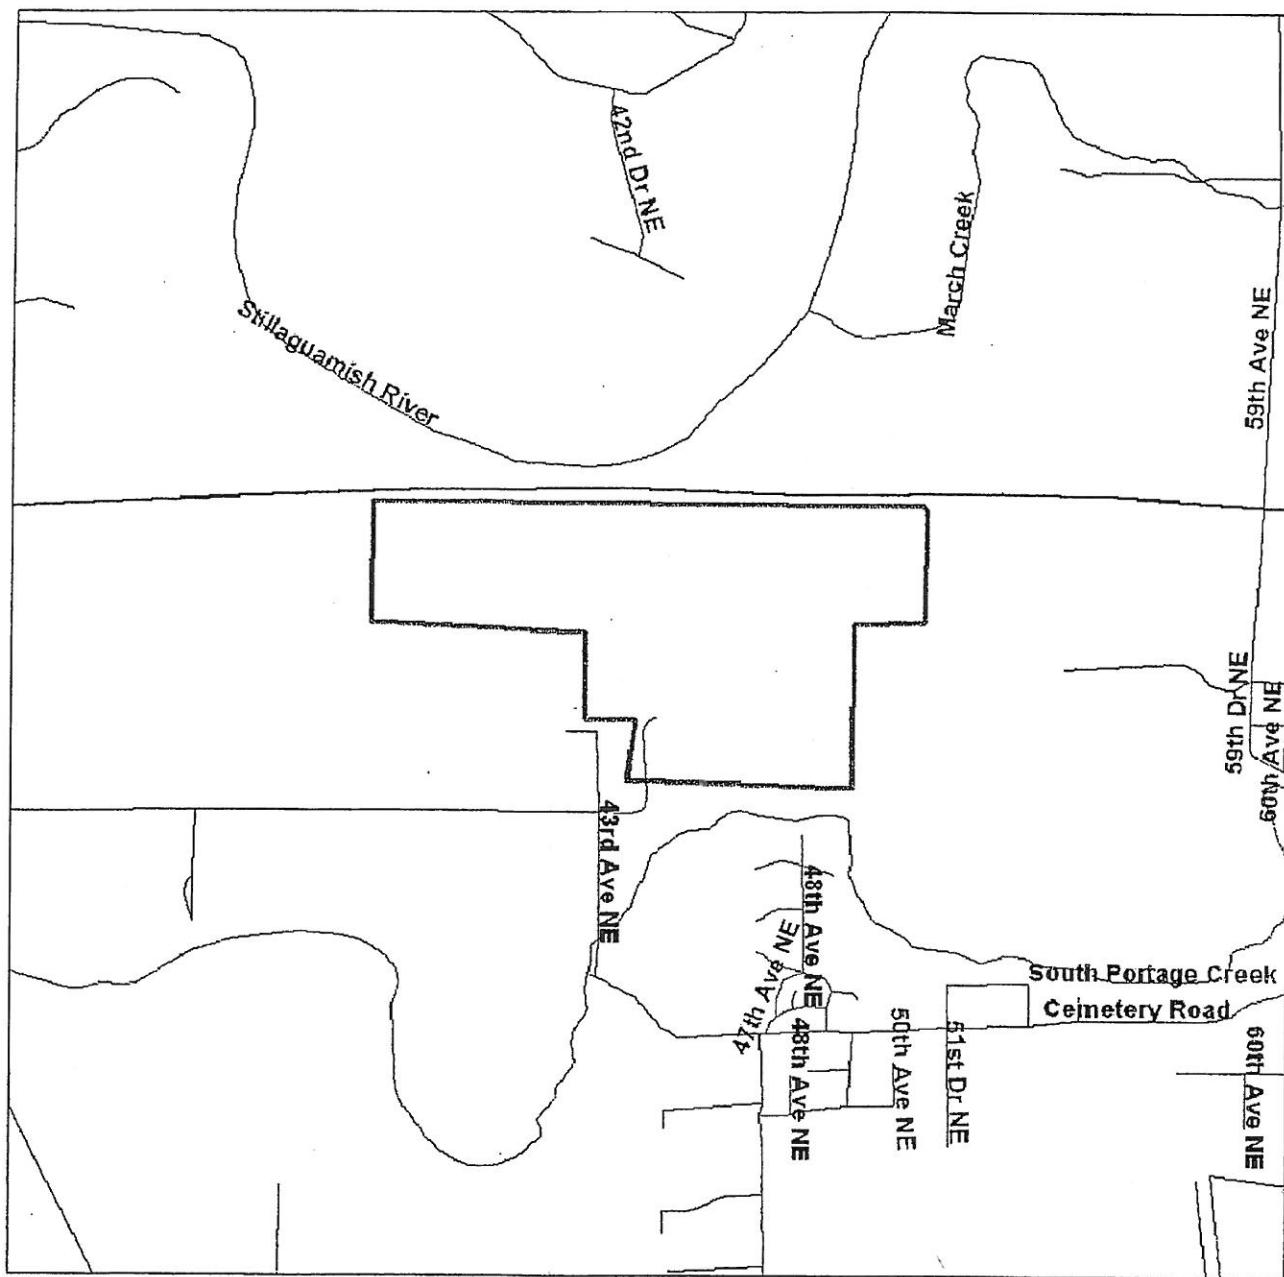 42nd Dr NE
March Creek
59th Ave NE
Stillaguamish River
59th Dr NE
60th Ave NE
43rd Ave NE
48th Ave NE
47th Ave NE
South Portage Creek
Cemetery Road
48th Ave NE
50th Ave NE
51st Dr NE
60th Ave NE